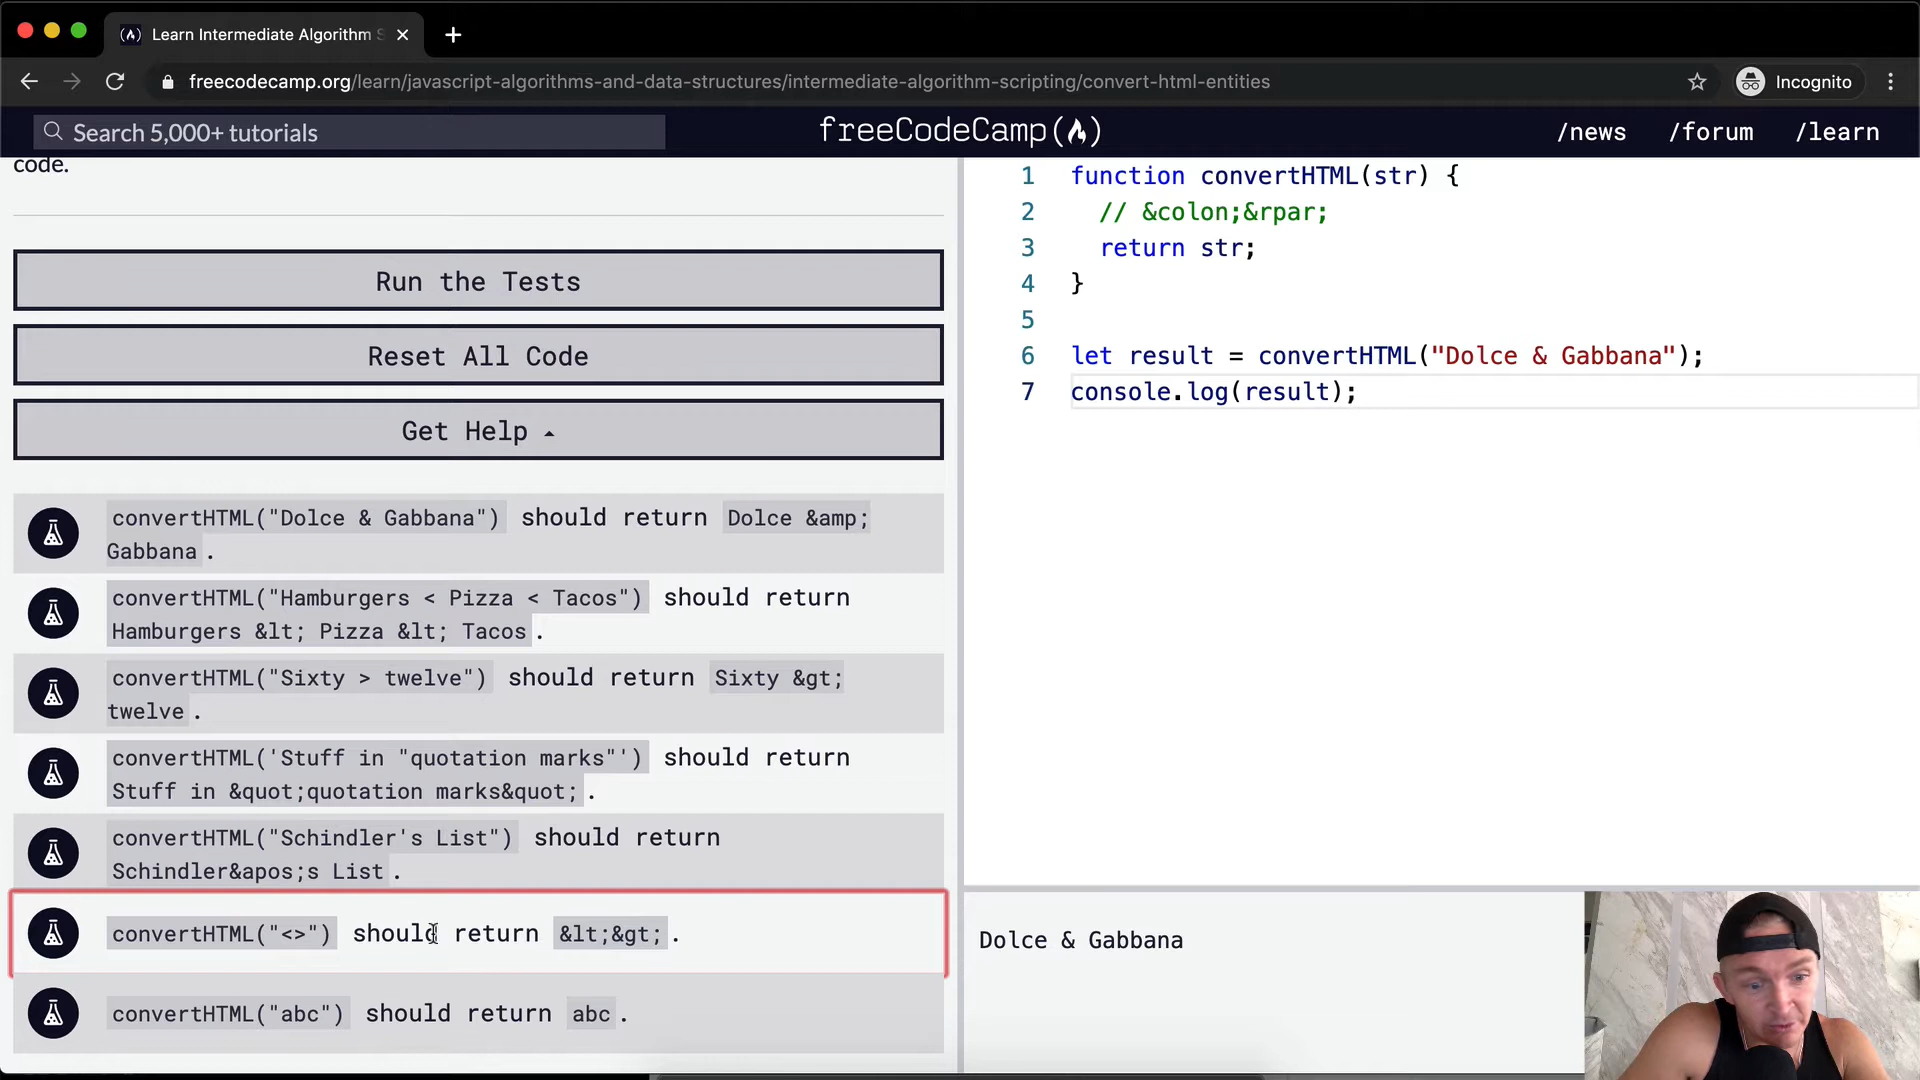 Learn Intermediate Algorithm S
freecodecamp.org/learn/javascript-algorithms-and-data-structures/intermediate-algorithm-scripting/convert-html-entities
Incognito
Search 5,000+ tutorials
freeCodeCamp
/news
/forum
/learn
code.
Run the Tests
Reset All Code
Get Help
convertHTML("Dolce & Gabbana") should return Dolce &amp;
Gabbana .
convertHTML("Hamburgers < Pizza < Tacos") should return
Hamburgers &lt; Pizza &lt; Tacos .
convertHTML("Sixty > twelve") should return Sixty &gt;
twelve .
convertHTML('Stuff in "quotation marks"') should return
Stuff in &quot;quotation marks&quot; .
convertHTML("Schindler's List") should return
Schindler&apos;s List .
convertHTML("<>") should return &lt;&gt; .
convertHTML("abc") should return abc .
1 function convertHTML(str) {
2 // &colon;&rpar;
3 return str;
4 }
5
6 let result = convertHTML("Dolce & Gabbana");
7 console.log(result);
Dolce & Gabbana